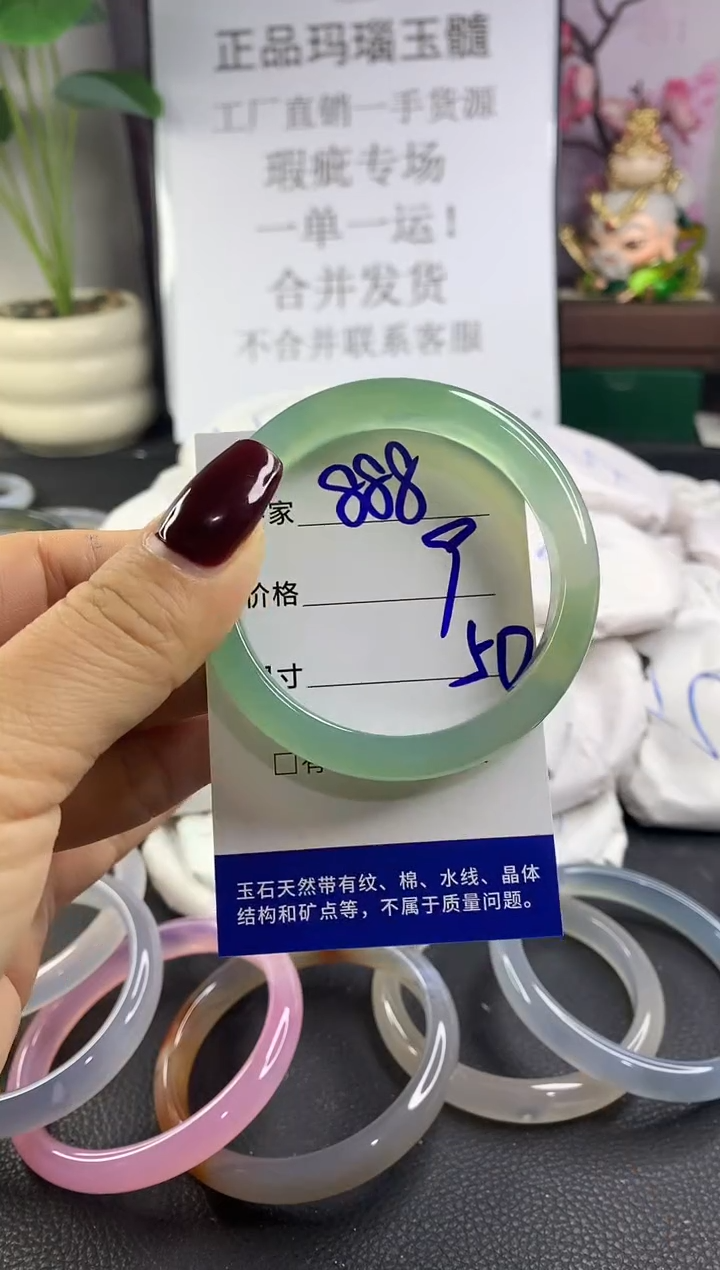 正品玛瑙玉髓
工厂直销一手货源
瑕疵专场
一单一运!
合并发货
不合并联系客服
家 888
价格
寸 50
□有
玉石天然带有纹、棉、水线、晶体
结构和矿点等，不属于质量问题。